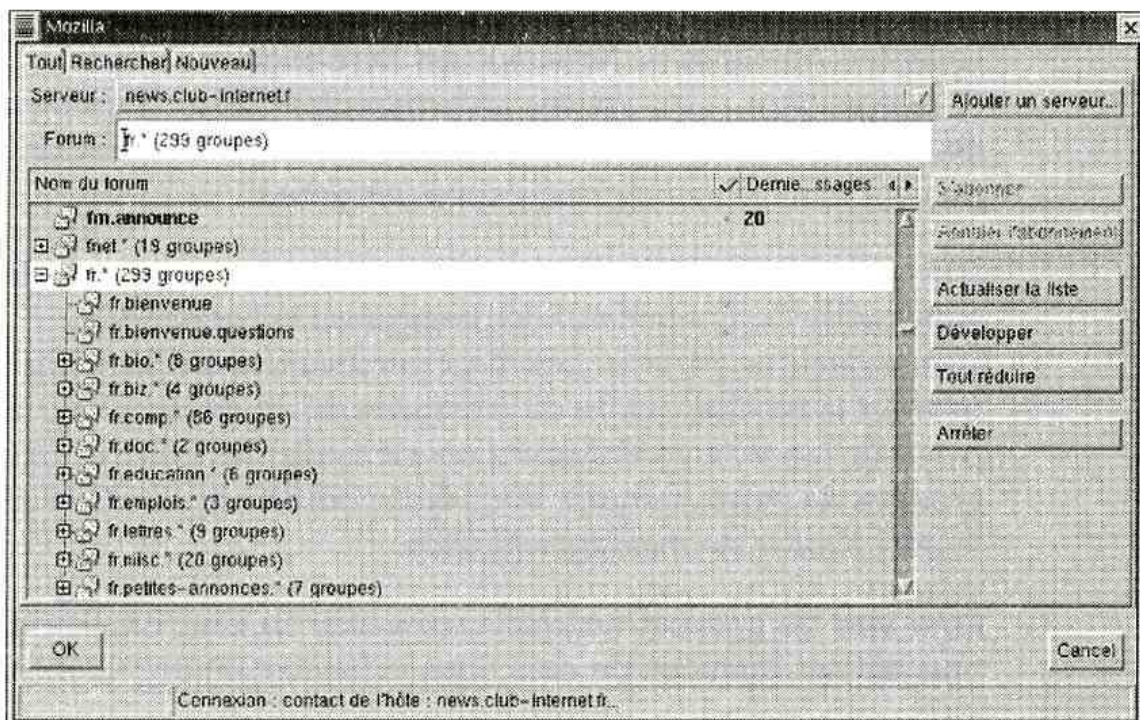 Mozilla
Tout Rechercher Nouveau
Serveur : news.club-internet.f Ajouter un serveur...
Forum : fr.* (299 groupes)
Nom du forum Dernie...ssages S'abonner
fm.announce 20
Annuler l'abonnement
fnet.* (19 groupes)
fr.* (299 groupes)
Actualiser la liste
fr.bienvenue
fr.bienvenue.questions Développer
fr.bio.* (8 groupes)
fr.biz.* (4 groupes) Tout réduire
fr.comp.* (86 groupes)
fr.doc.* (2 groupes) Arrêter
fr.education.* (6 groupes)
fr.emplois.* (3 groupes)
fr.lettres.* (9 groupes)
fr.misc.* (20 groupes)
fr.petites-annonces.* (7 groupes)
OK Cancel
Connexion : contact de l'hôte : news.club-internet.fr...